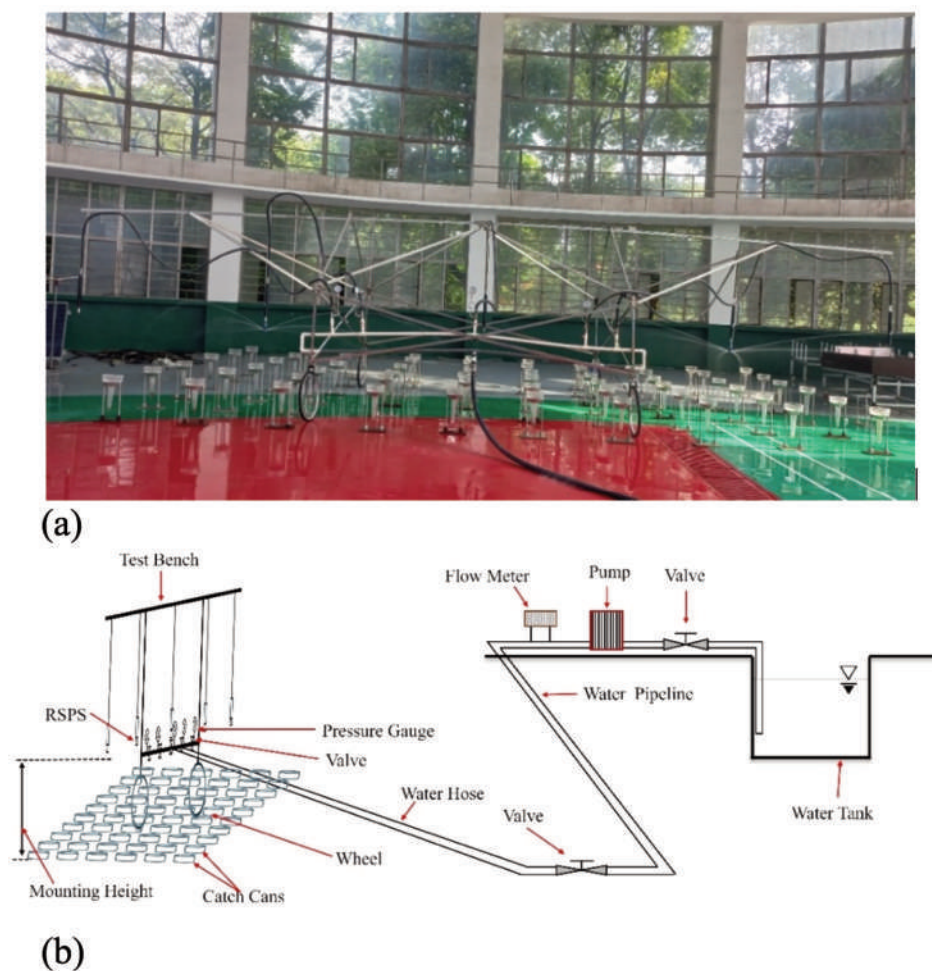 (a)
Test Bench
Flow Meter
Pump
Valve
RSPS
Pressure Gauge
Valve
Water Pipeline
Water Hose
Valve
Water Tank
Wheel
Mounting Height
Catch Cans
(b)